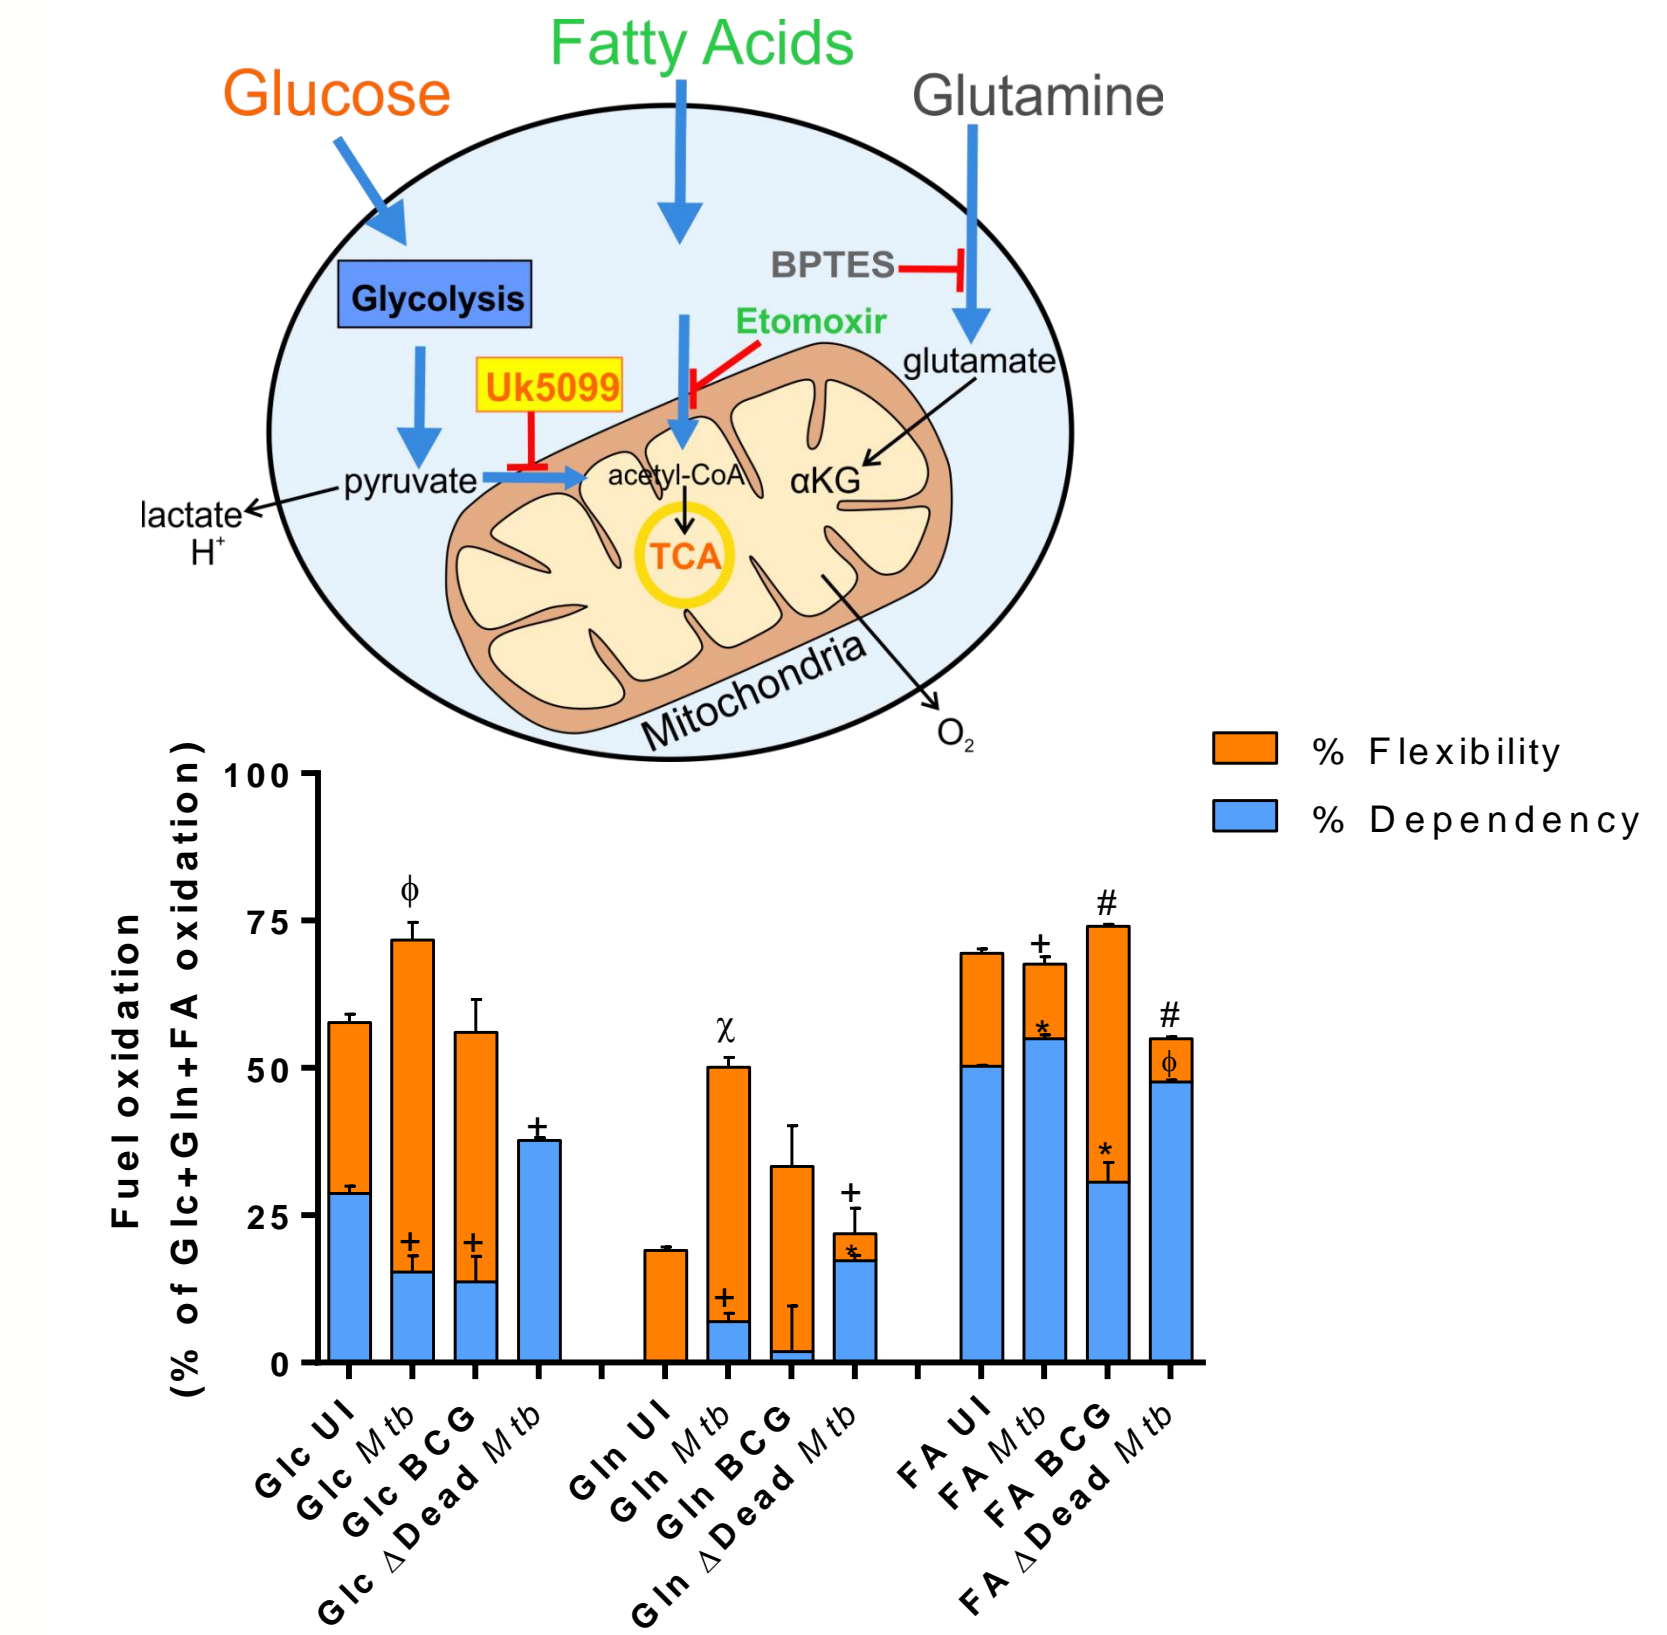 Fatty Acids
Glucose
Glutamine
BPTES
Glycolysis
Etomoxir
glutamate
Uk5099
pyruvate
acetyl-CoA
αKG
lactate
H+
TCA
Mitochondria
O2
% Flexibility
% Dependency
Fuel oxidation
(% of Glc+Gln+FA oxidation)
100
75
50
25
0
ϕ
+
+
+
χ
+
+
*
+
*
#
*
#
ϕ
Glc UI
Glc Mtb
Glc BCG
Glc ΔDead Mtb
Gln UI
Gln Mtb
Gln BCG
Gln ΔDead Mtb
FA UI
FA Mtb
FA BCG
FA ΔDead Mtb